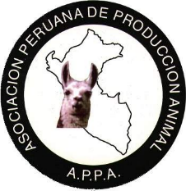 ASOCIACION PERUANA DE PRODUCCION ANIMAL
A.P.P.A.